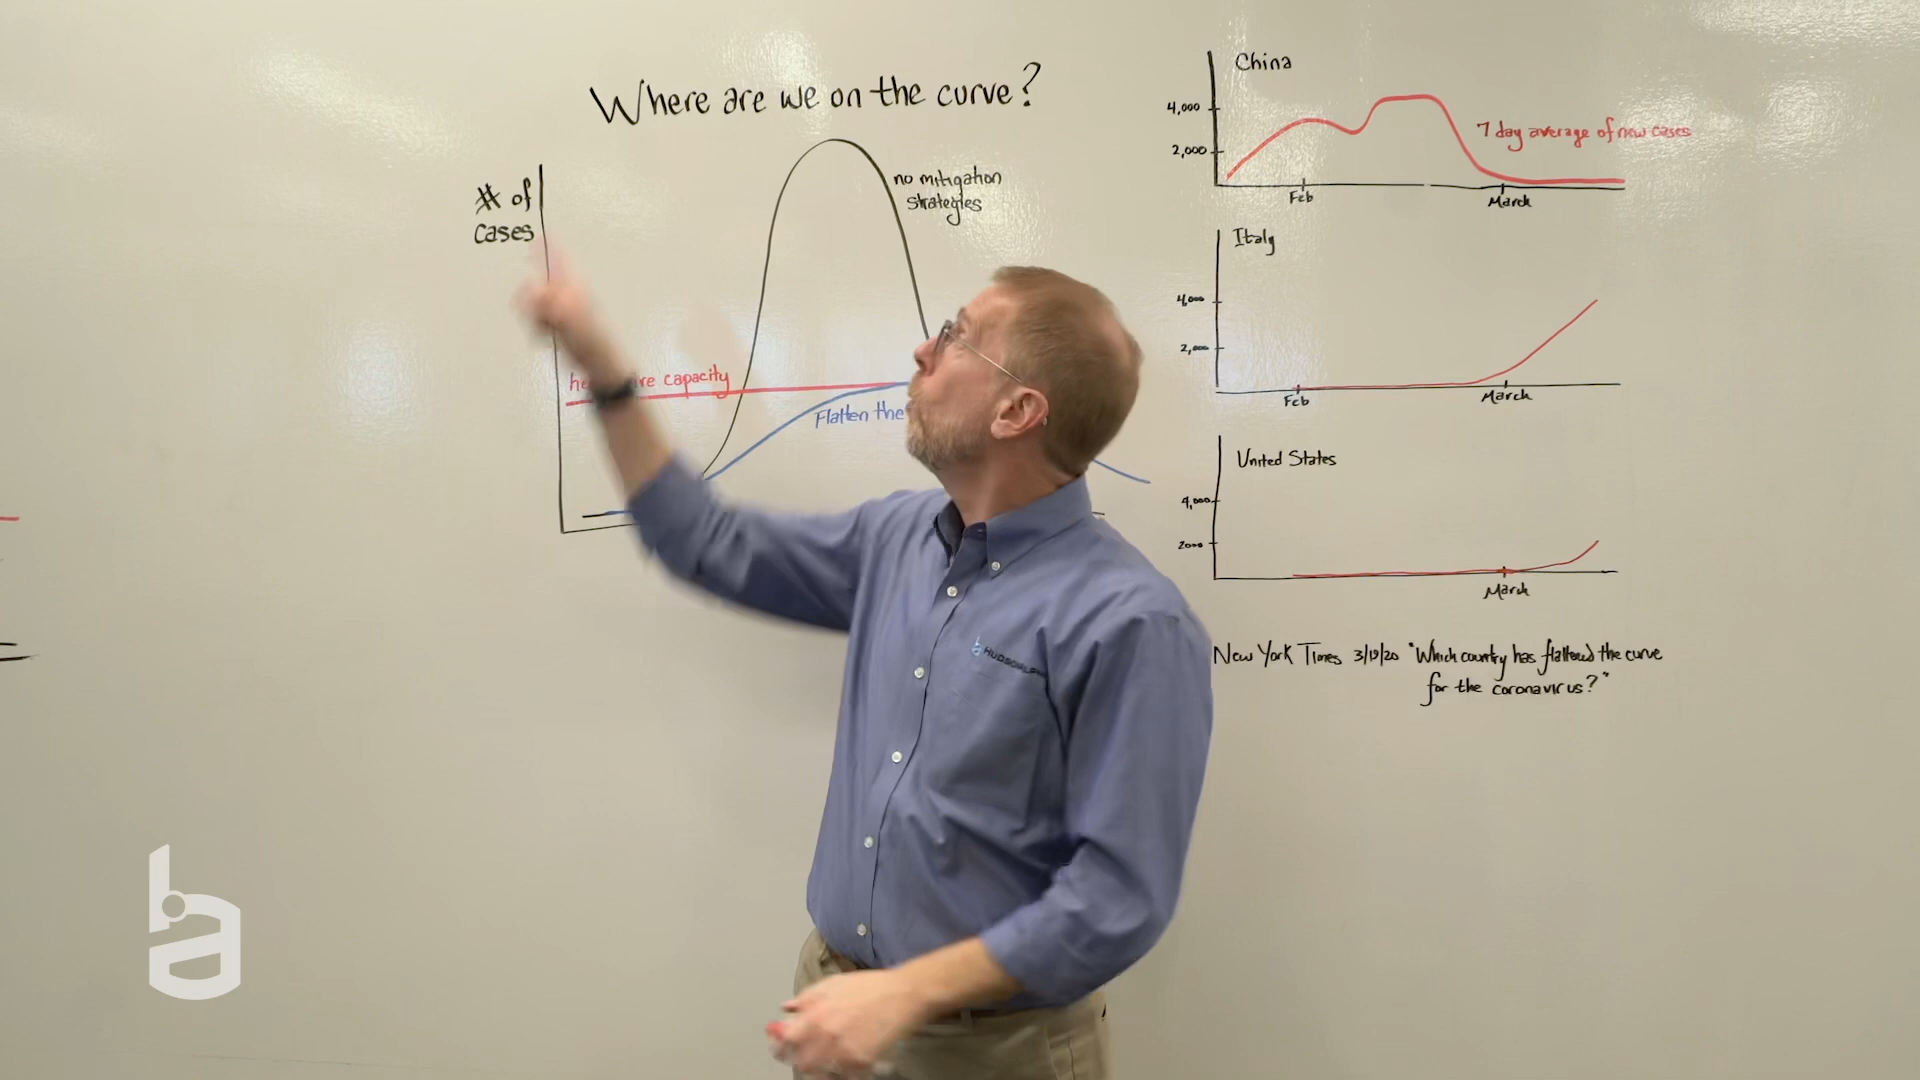 Where are we on the curve?
# of
cases
no mitigation
strategies
capacity
Flatten the
China
4,000
2,000
7 day average of new cases
Feb
March
Italy
4,000
2,000
Feb
March
United States
4,000
2000
March
New York Times 3/19/20 "Which country has flattened the curve
for the coronavirus?"